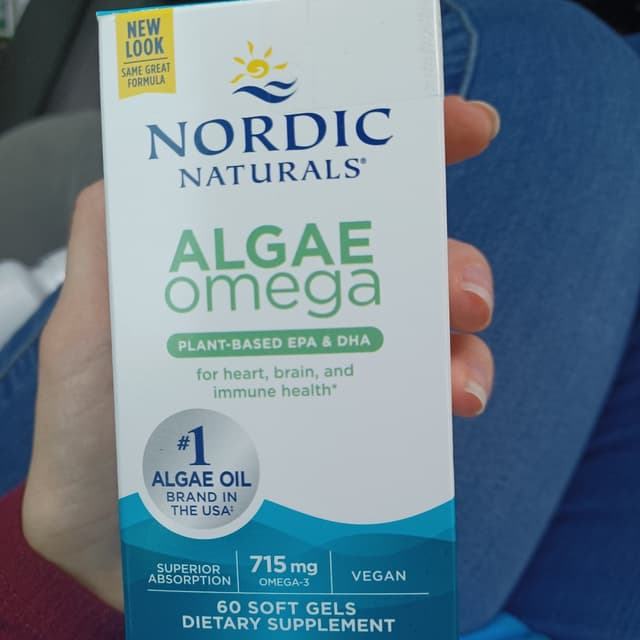 NEW
LOOK
SAME GREAT
FORMULA
NORDIC
NATURALS®
ALGAE
omega
PLANT-BASED EPA & DHA
for heart, brain, and
immune health*
#1
ALGAE OIL
BRAND IN
THE USA‡
SUPERIOR
ABSORPTION
715 mg
OMEGA-3
VEGAN
60 SOFT GELS
DIETARY SUPPLEMENT